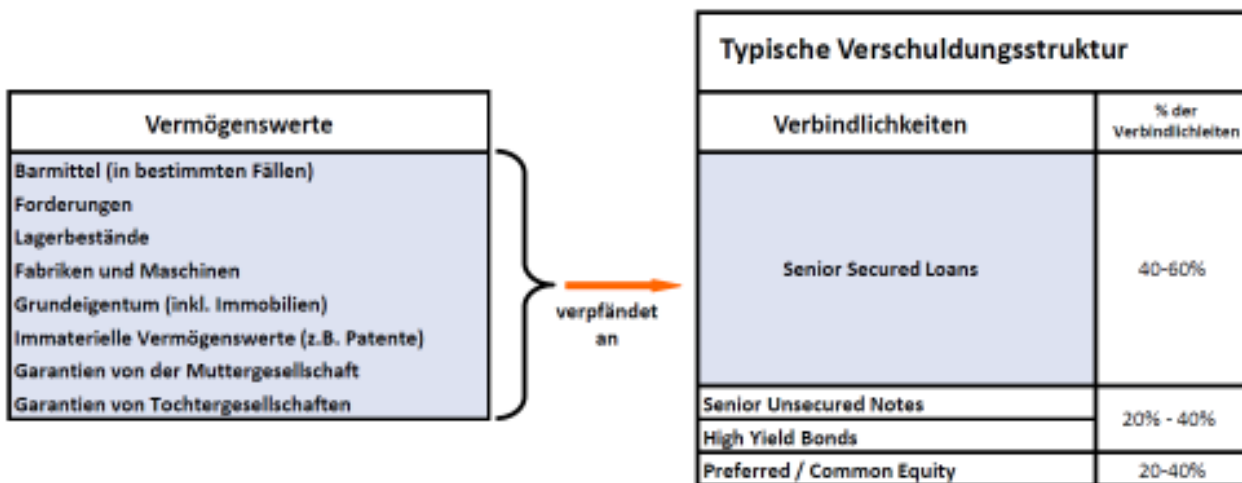 Vermögenswerte
Barmittel (in bestimmten Fällen)
Forderungen
Lagerbestände
Fabriken und Maschinen
Grundeigentum (inkl. Immobilien)
Immaterielle Vermögenswerte (z.B. Patente)
Garantien von der Muttergesellschaft
Garantien von Tochtergesellschaften
verpfändet
an
Typische Verschuldungsstruktur
Verbindlichkeiten
% der
Verbindlichleiten
Senior Secured Loans
40-60%
Senior Unsecured Notes
High Yield Bonds
20% - 40%
Preferred / Common Equity
20-40%